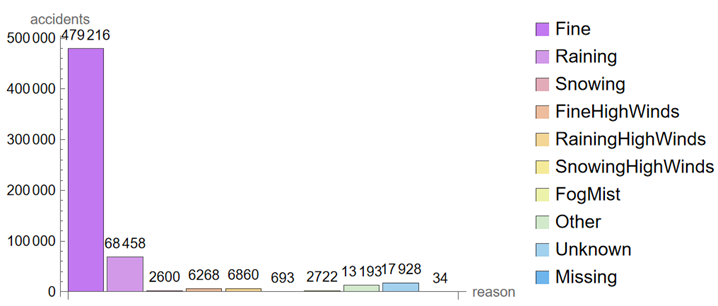 accidents
500 000
400 000
300 000
200 000
100 000
0
479 216
68 458
2600
6268
6860
693
2722
13 193
17 928
34
reason
Fine
Raining
Snowing
FineHighWinds
RainingHighWinds
SnowingHighWinds
FogMist
Other
Unknown
Missing